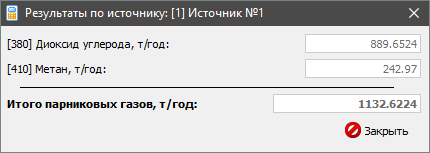 Результаты по источнику: [1] Источник №1
[380] Диоксид углерода, т/год: 889.6524
[410] Метан, т/год: 242.97
Итого парниковых газов, т/год: 1132.6224
Закрыть